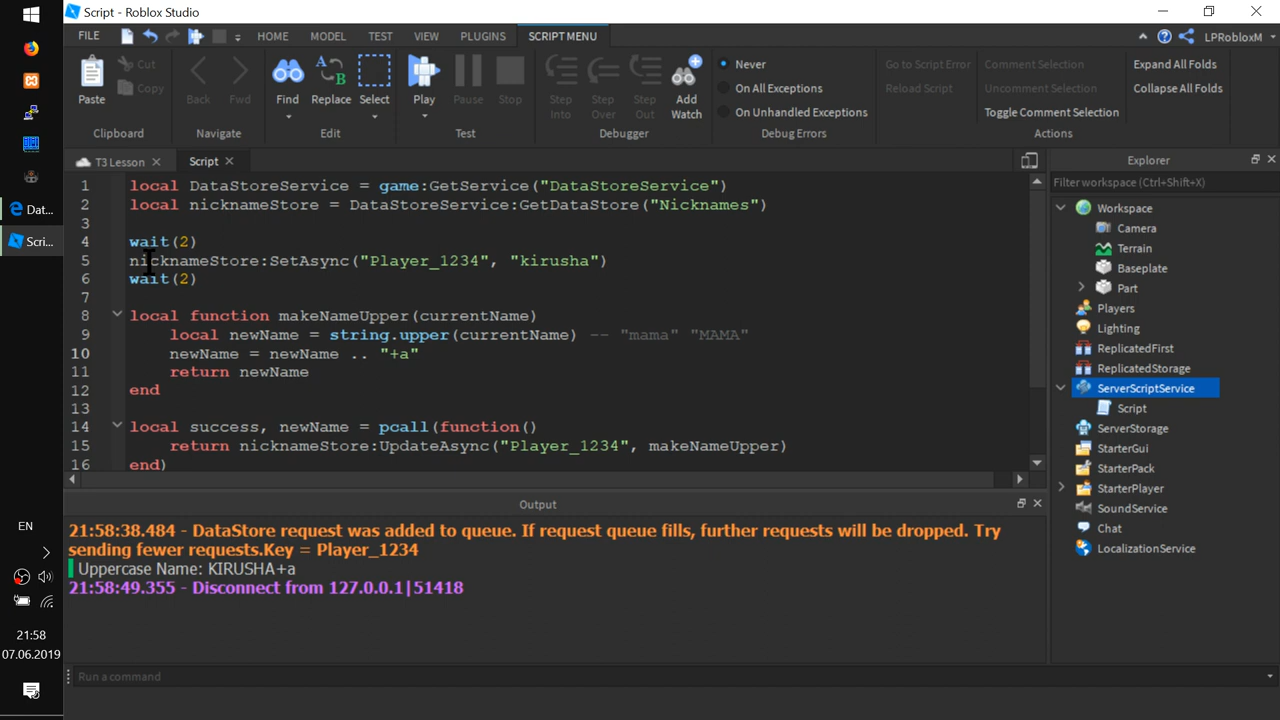 Script - Roblox Studio
FILE HOME MODEL TEST VIEW PLUGINS SCRIPT MENU LPRobloxM
Paste Cut Copy Back Fwd Find Replace Select Play Pause Stop Step Into Step Over Step Out Add Watch
Never
On All Exceptions
On Unhandled Exceptions
Go to Script Error
Reload Script
Comment Selection
Uncomment Selection
Toggle Comment Selection
Expand All Folds
Collapse All Folds
Clipboard Navigate Edit Test Debugger Debug Errors Actions
T3 Lesson Script
1 local DataStoreService = game:GetService("DataStoreService")
2 local nicknameStore = DataStoreService:GetDataStore("Nicknames")
3
4 wait(2)
5 nicknameStore:SetAsync("Player_1234", "kirusha")
6 wait(2)
7
8 local function makeNameUpper(currentName)
9 local newName = string.upper(currentName) -- "mama" "MAMA"
10 newName = newName .. "+a"
11 return newName
12 end
13
14 local success, newName = pcall(function()
15 return nicknameStore:UpdateAsync("Player_1234", makeNameUpper)
16 end)
Explorer
Filter workspace (Ctrl+Shift+X)
Workspace
Camera
Terrain
Baseplate
Part
Players
Lighting
ReplicatedFirst
ReplicatedStorage
ServerScriptService
Script
ServerStorage
StarterGui
StarterPack
StarterPlayer
SoundService
Chat
LocalizationService
Output
21:58:38.484 - DataStore request was added to queue. If request queue fills, further requests will be dropped. Try
sending fewer requests.Key = Player_1234
Uppercase Name: KIRUSHA+a
21:58:49.355 - Disconnect from 127.0.0.1|51418
Run a command
Dat...
Scri...
EN
21:58
07.06.2019